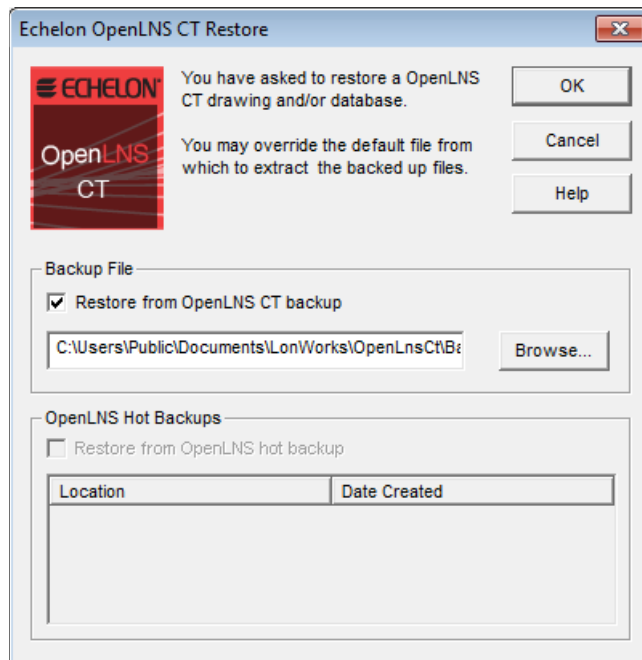 Echelon OpenLNS CT Restore
ECHELON
OpenLNS
CT
You have asked to restore a OpenLNS
CT drawing and/or database.
You may override the default file from
which to extract the backed up files.
OK
Cancel
Help
Backup File
Restore from OpenLNS CT backup
C:\Users\Public\Documents\LonWorks\OpenLnsCt\Ba
Browse...
OpenLNS Hot Backups
Restore from OpenLNS hot backup
Location Date Created